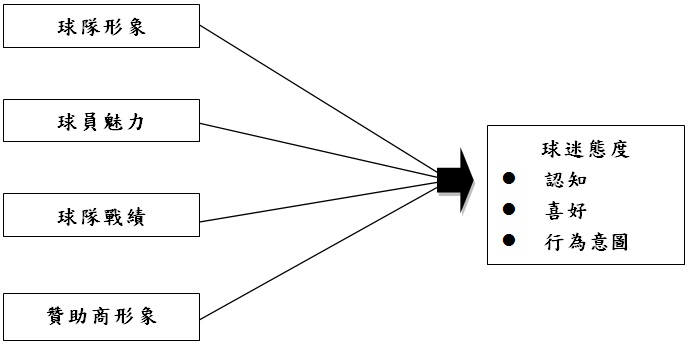 球隊形象
球員魅力
球隊戰績
贊助商形象
球迷態度
● 認知
● 喜好
● 行為意圖